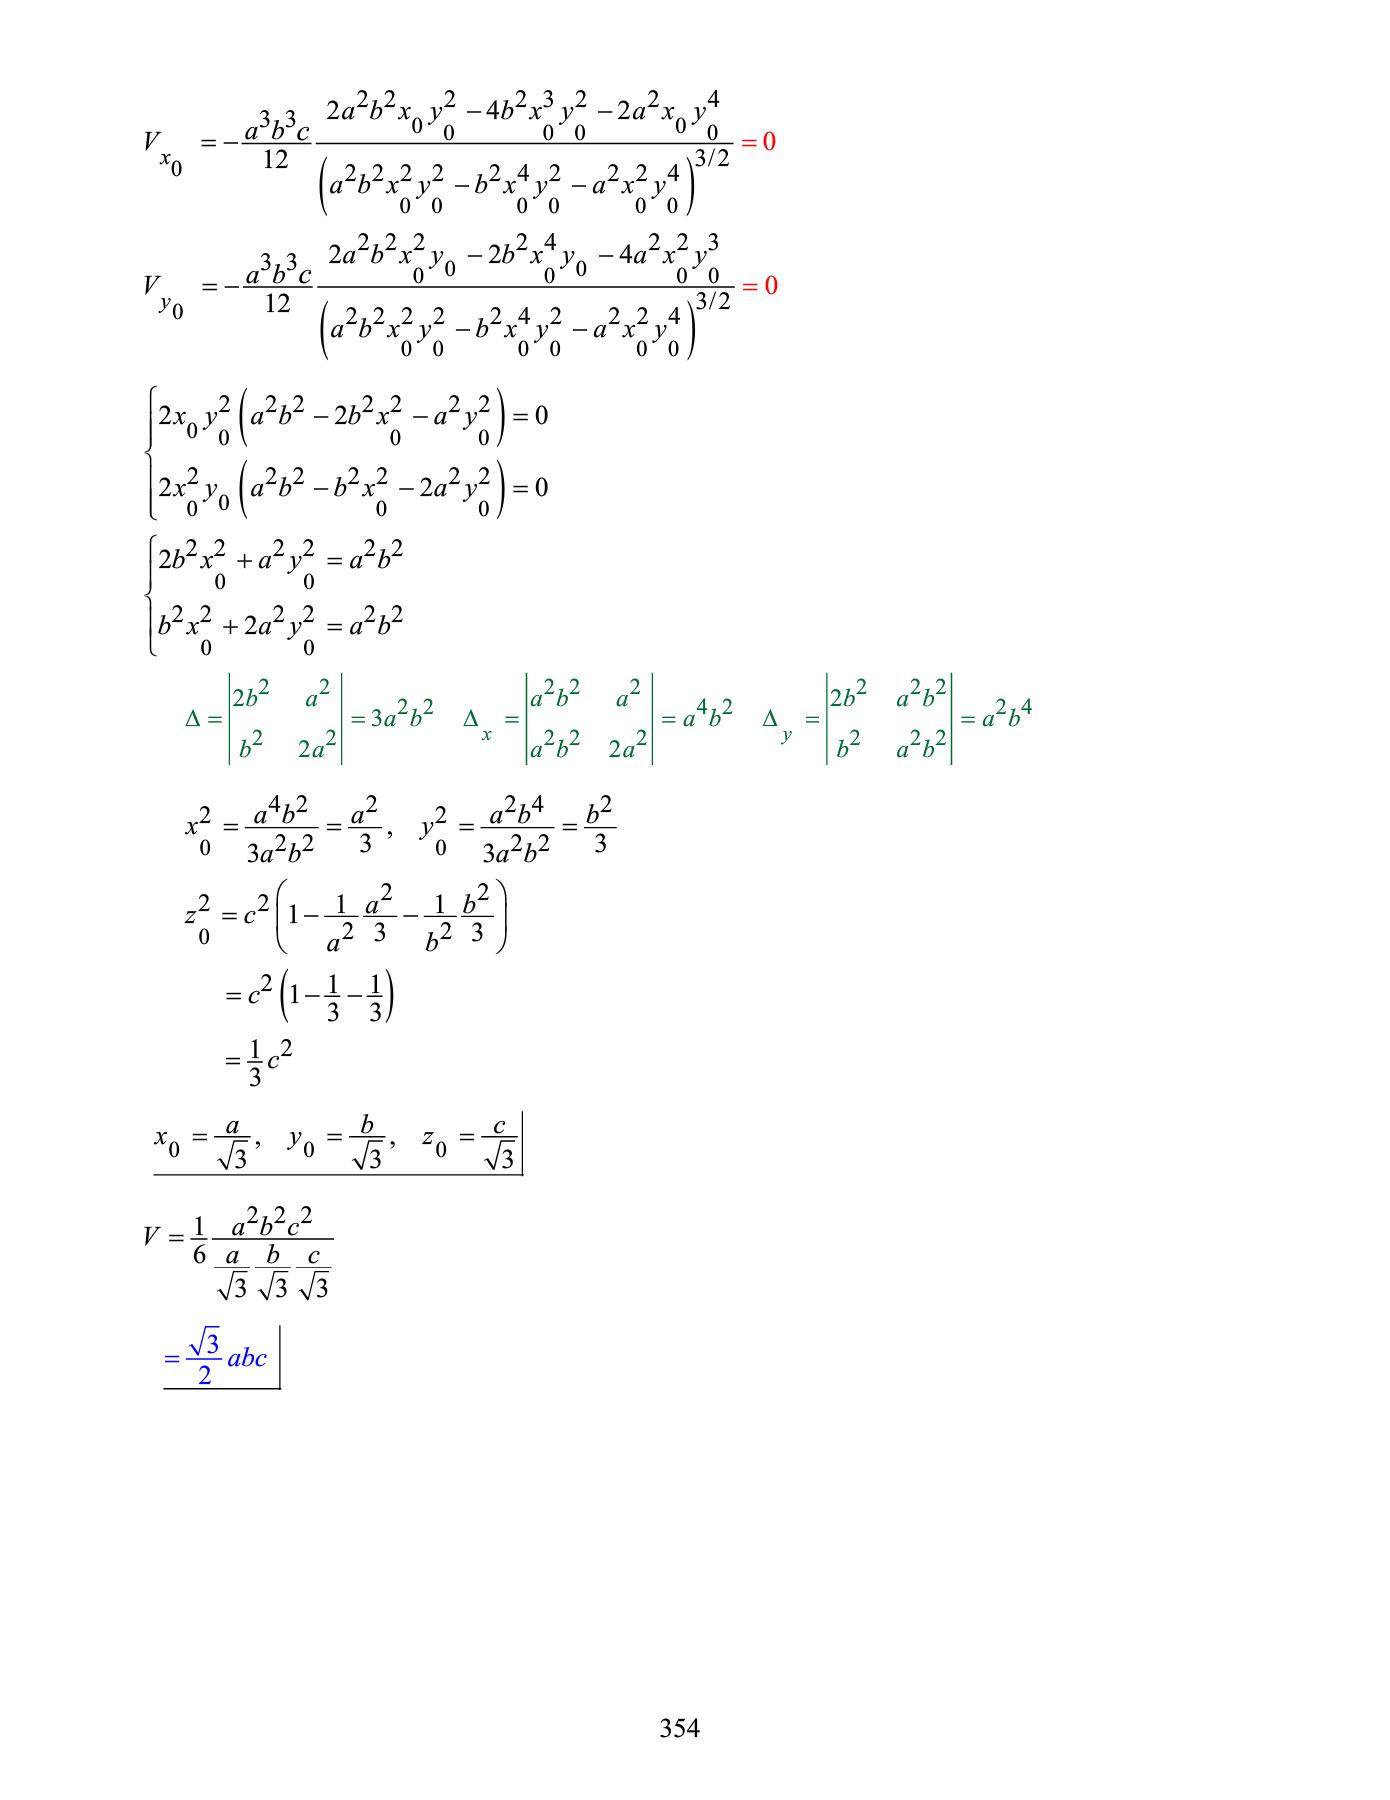 $V_{x_0} = -\frac{a^3b^3c}{12} \frac{2a^2b^2x_0y_0^2 - 4b^2x_0^3y_0^2 - 2a^2x_0y_0^4}{\left(a^2b^2x_0^2y_0^2 - b^2x_0^4y_0^2 - a^2x_0^2y_0^4\right)^{3/2}} = 0$
$V_{y_0} = -\frac{a^3b^3c}{12} \frac{2a^2b^2x_0^2y_0 - 2b^2x_0^4y_0 - 4a^2x_0^2y_0^3}{\left(a^2b^2x_0^2y_0^2 - b^2x_0^4y_0^2 - a^2x_0^2y_0^4\right)^{3/2}} = 0$
$\begin{cases} 2x_0y_0^2\left(a^2b^2 - 2b^2x_0^2 - a^2y_0^2\right) = 0 \\ 2x_0^2y_0\left(a^2b^2 - b^2x_0^2 - 2a^2y_0^2\right) = 0 \end{cases}$
$\begin{cases} 2b^2x_0^2 + a^2y_0^2 = a^2b^2 \\ b^2x_0^2 + 2a^2y_0^2 = a^2b^2 \end{cases}$
$\Delta = \begin{vmatrix} 2b^2 & a^2 \\ b^2 & 2a^2 \end{vmatrix} = 3a^2b^2 \quad \Delta_x = \begin{vmatrix} a^2b^2 & a^2 \\ a^2b^2 & 2a^2 \end{vmatrix} = a^4b^2 \quad \Delta_y = \begin{vmatrix} 2b^2 & a^2b^2 \\ b^2 & a^2b^2 \end{vmatrix} = a^2b^4$
$x_0^2 = \frac{a^4b^2}{3a^2b^2} = \frac{a^2}{3}, \quad y_0^2 = \frac{a^2b^4}{3a^2b^2} = \frac{b^2}{3}$
$z_0^2 = c^2\left(1 - \frac{1}{a^2}\frac{a^2}{3} - \frac{1}{b^2}\frac{b^2}{3}\right)$
$= c^2\left(1 - \frac{1}{3} - \frac{1}{3}\right)$
$= \frac{1}{3}c^2$
$x_0 = \frac{a}{\sqrt{3}}, \quad y_0 = \frac{b}{\sqrt{3}}, \quad z_0 = \frac{c}{\sqrt{3}}$
$V = \frac{1}{6} \frac{a^2b^2c^2}{\frac{a}{\sqrt{3}}\frac{b}{\sqrt{3}}\frac{c}{\sqrt{3}}}$
$= \frac{\sqrt{3}}{2}abc$
354